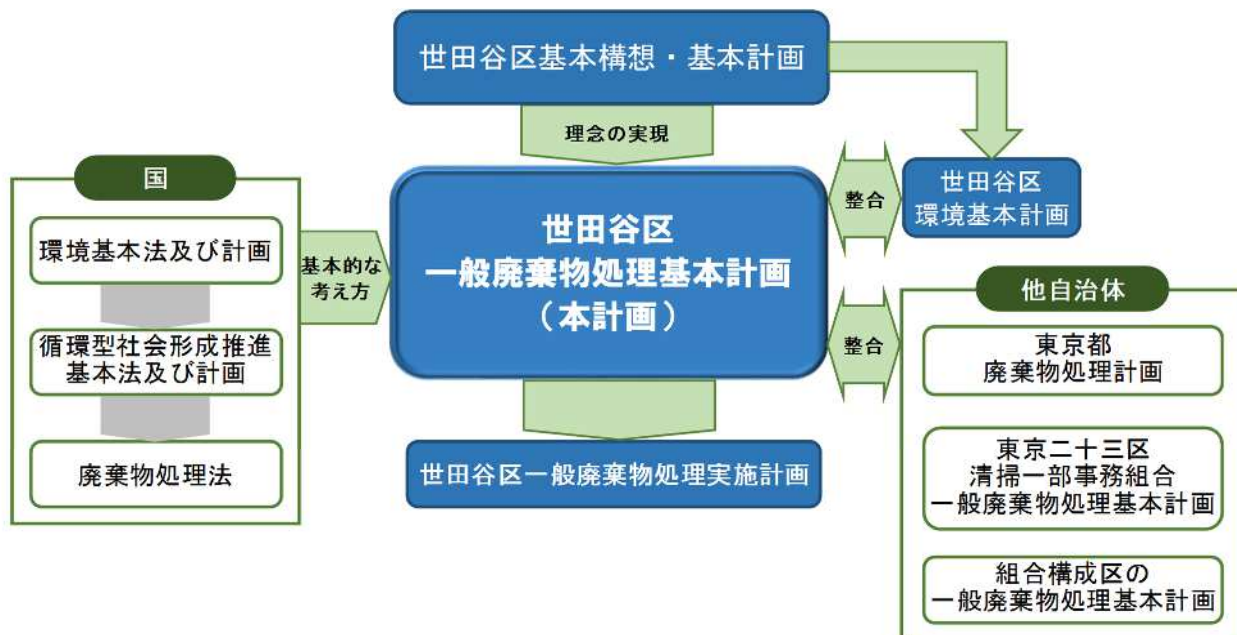 世田谷区基本構想・基本計画
理念の実現
国
環境基本法及び計画
循環型社会形成推進
基本法及び計画
廃棄物処理法
基本的な
考え方
世田谷区
一般廃棄物処理基本計画
（本計画）
整合
世田谷区
環境基本計画
整合
他自治体
東京都
廃棄物処理計画
東京二十三区
清掃一部事務組合
一般廃棄物処理基本計画
組合構成区の
一般廃棄物処理基本計画
世田谷区一般廃棄物処理実施計画